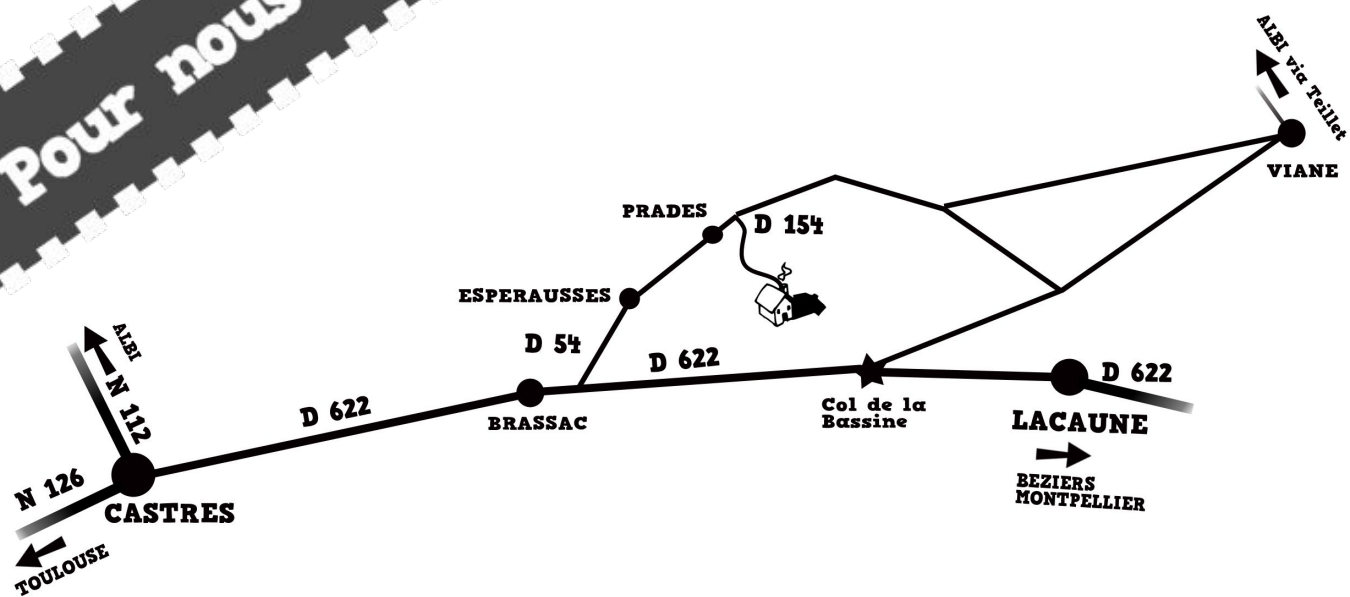 Pour nous
ALBI via Teillet
VIANE
PRADES
D 154
ESPERAUSSES
D 54
D 622
ALBI
N 112
D 622
BRASSAC
Col de la
Bassine
D 622
LACAUNE
BEZIERS
MONTPELLIER
N 126
CASTRES
TOULOUSE